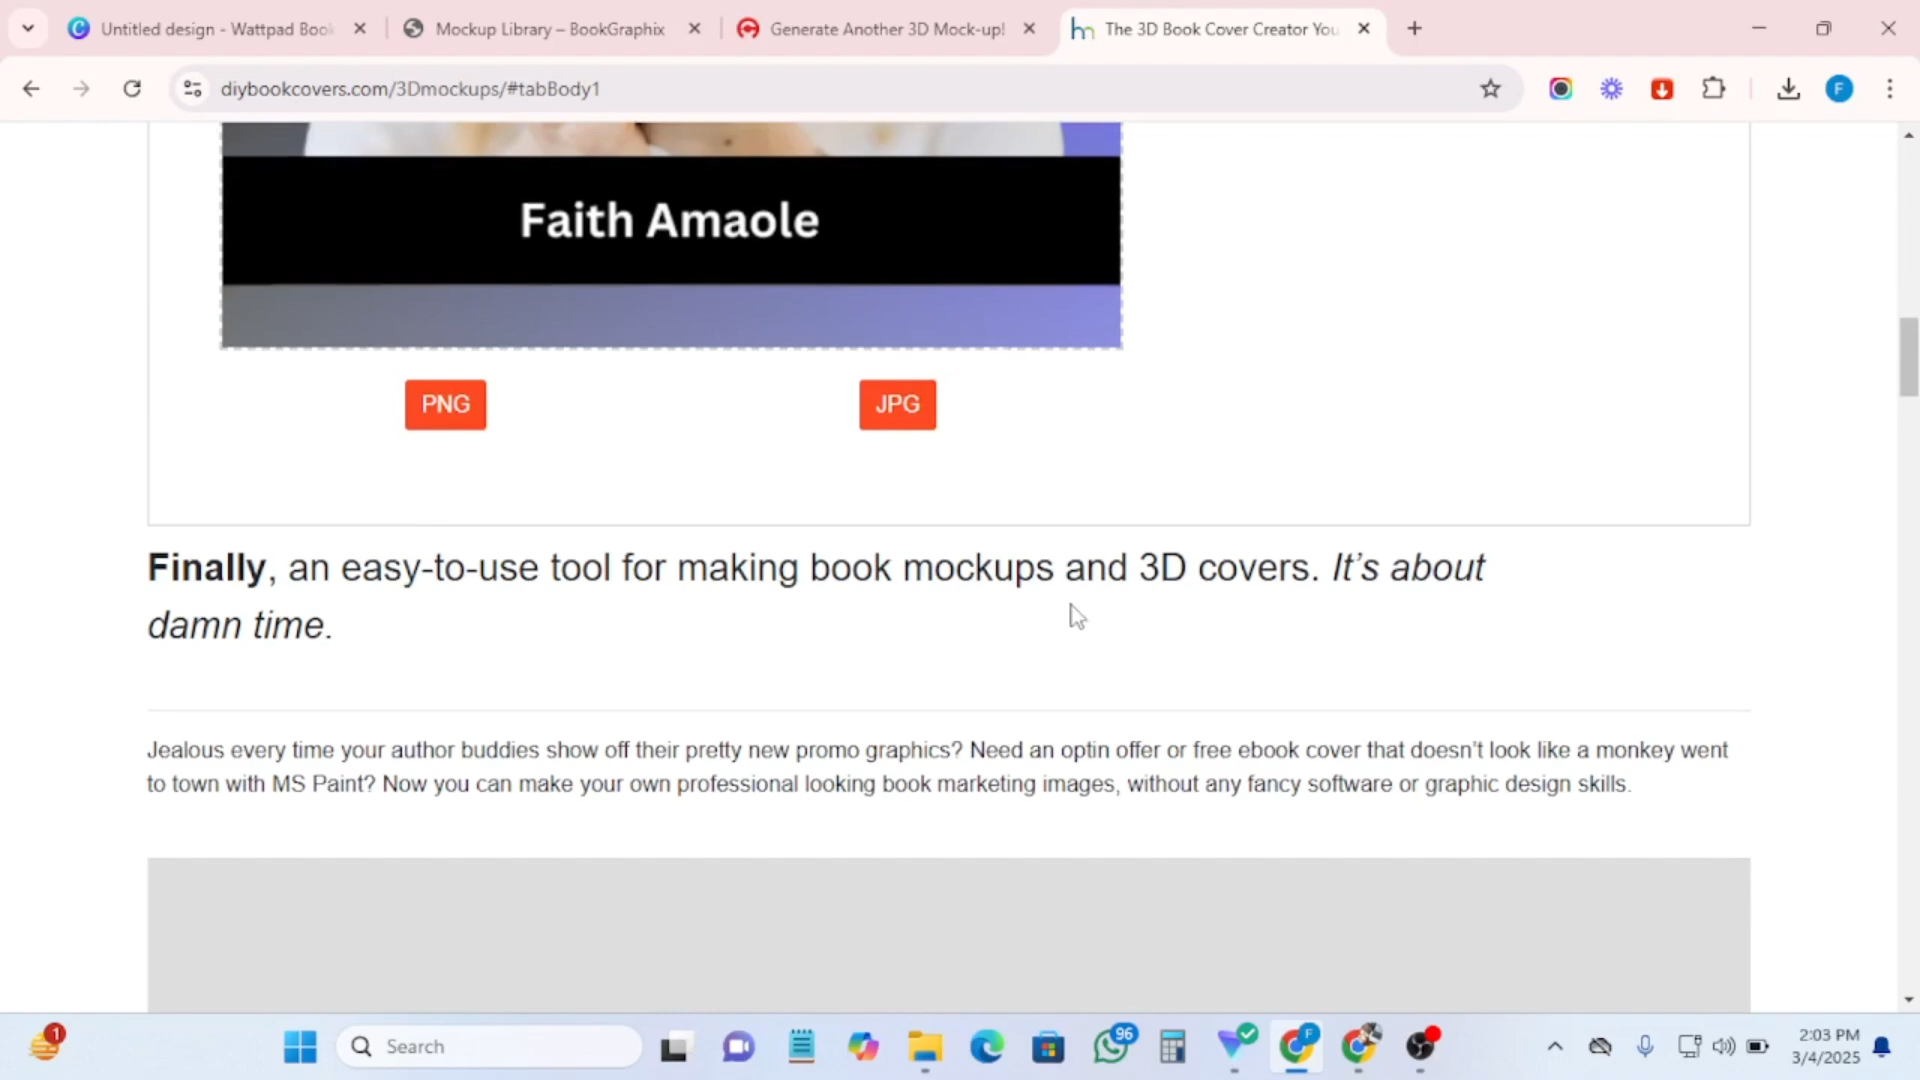 Untitled design - Wattpad Book
Mockup Library – BookGraphix
Generate Another 3D Mock-up!
The 3D Book Cover Creator You
diybookcovers.com/3Dmockups/#tabBody1
F
Faith Amaole
PNG
JPG
Finally, an easy-to-use tool for making book mockups and 3D covers. It's about
damn time.
Jealous every time your author buddies show off their pretty new promo graphics? Need an optin offer or free ebook cover that doesn't look like a monkey went
to town with MS Paint? Now you can make your own professional looking book marketing images, without any fancy software or graphic design skills.
1
Search
96
F
2:03 PM
3/4/2025